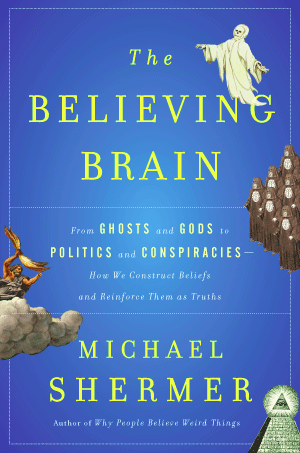 The
BELIEVING
BRAIN
From GHOSTS and GODS to
POLITICS and CONSPIRACIES—
How We Construct Beliefs
and Reinforce Them as Truths
MICHAEL
SHERMER
Author of Why People Believe Weird Things